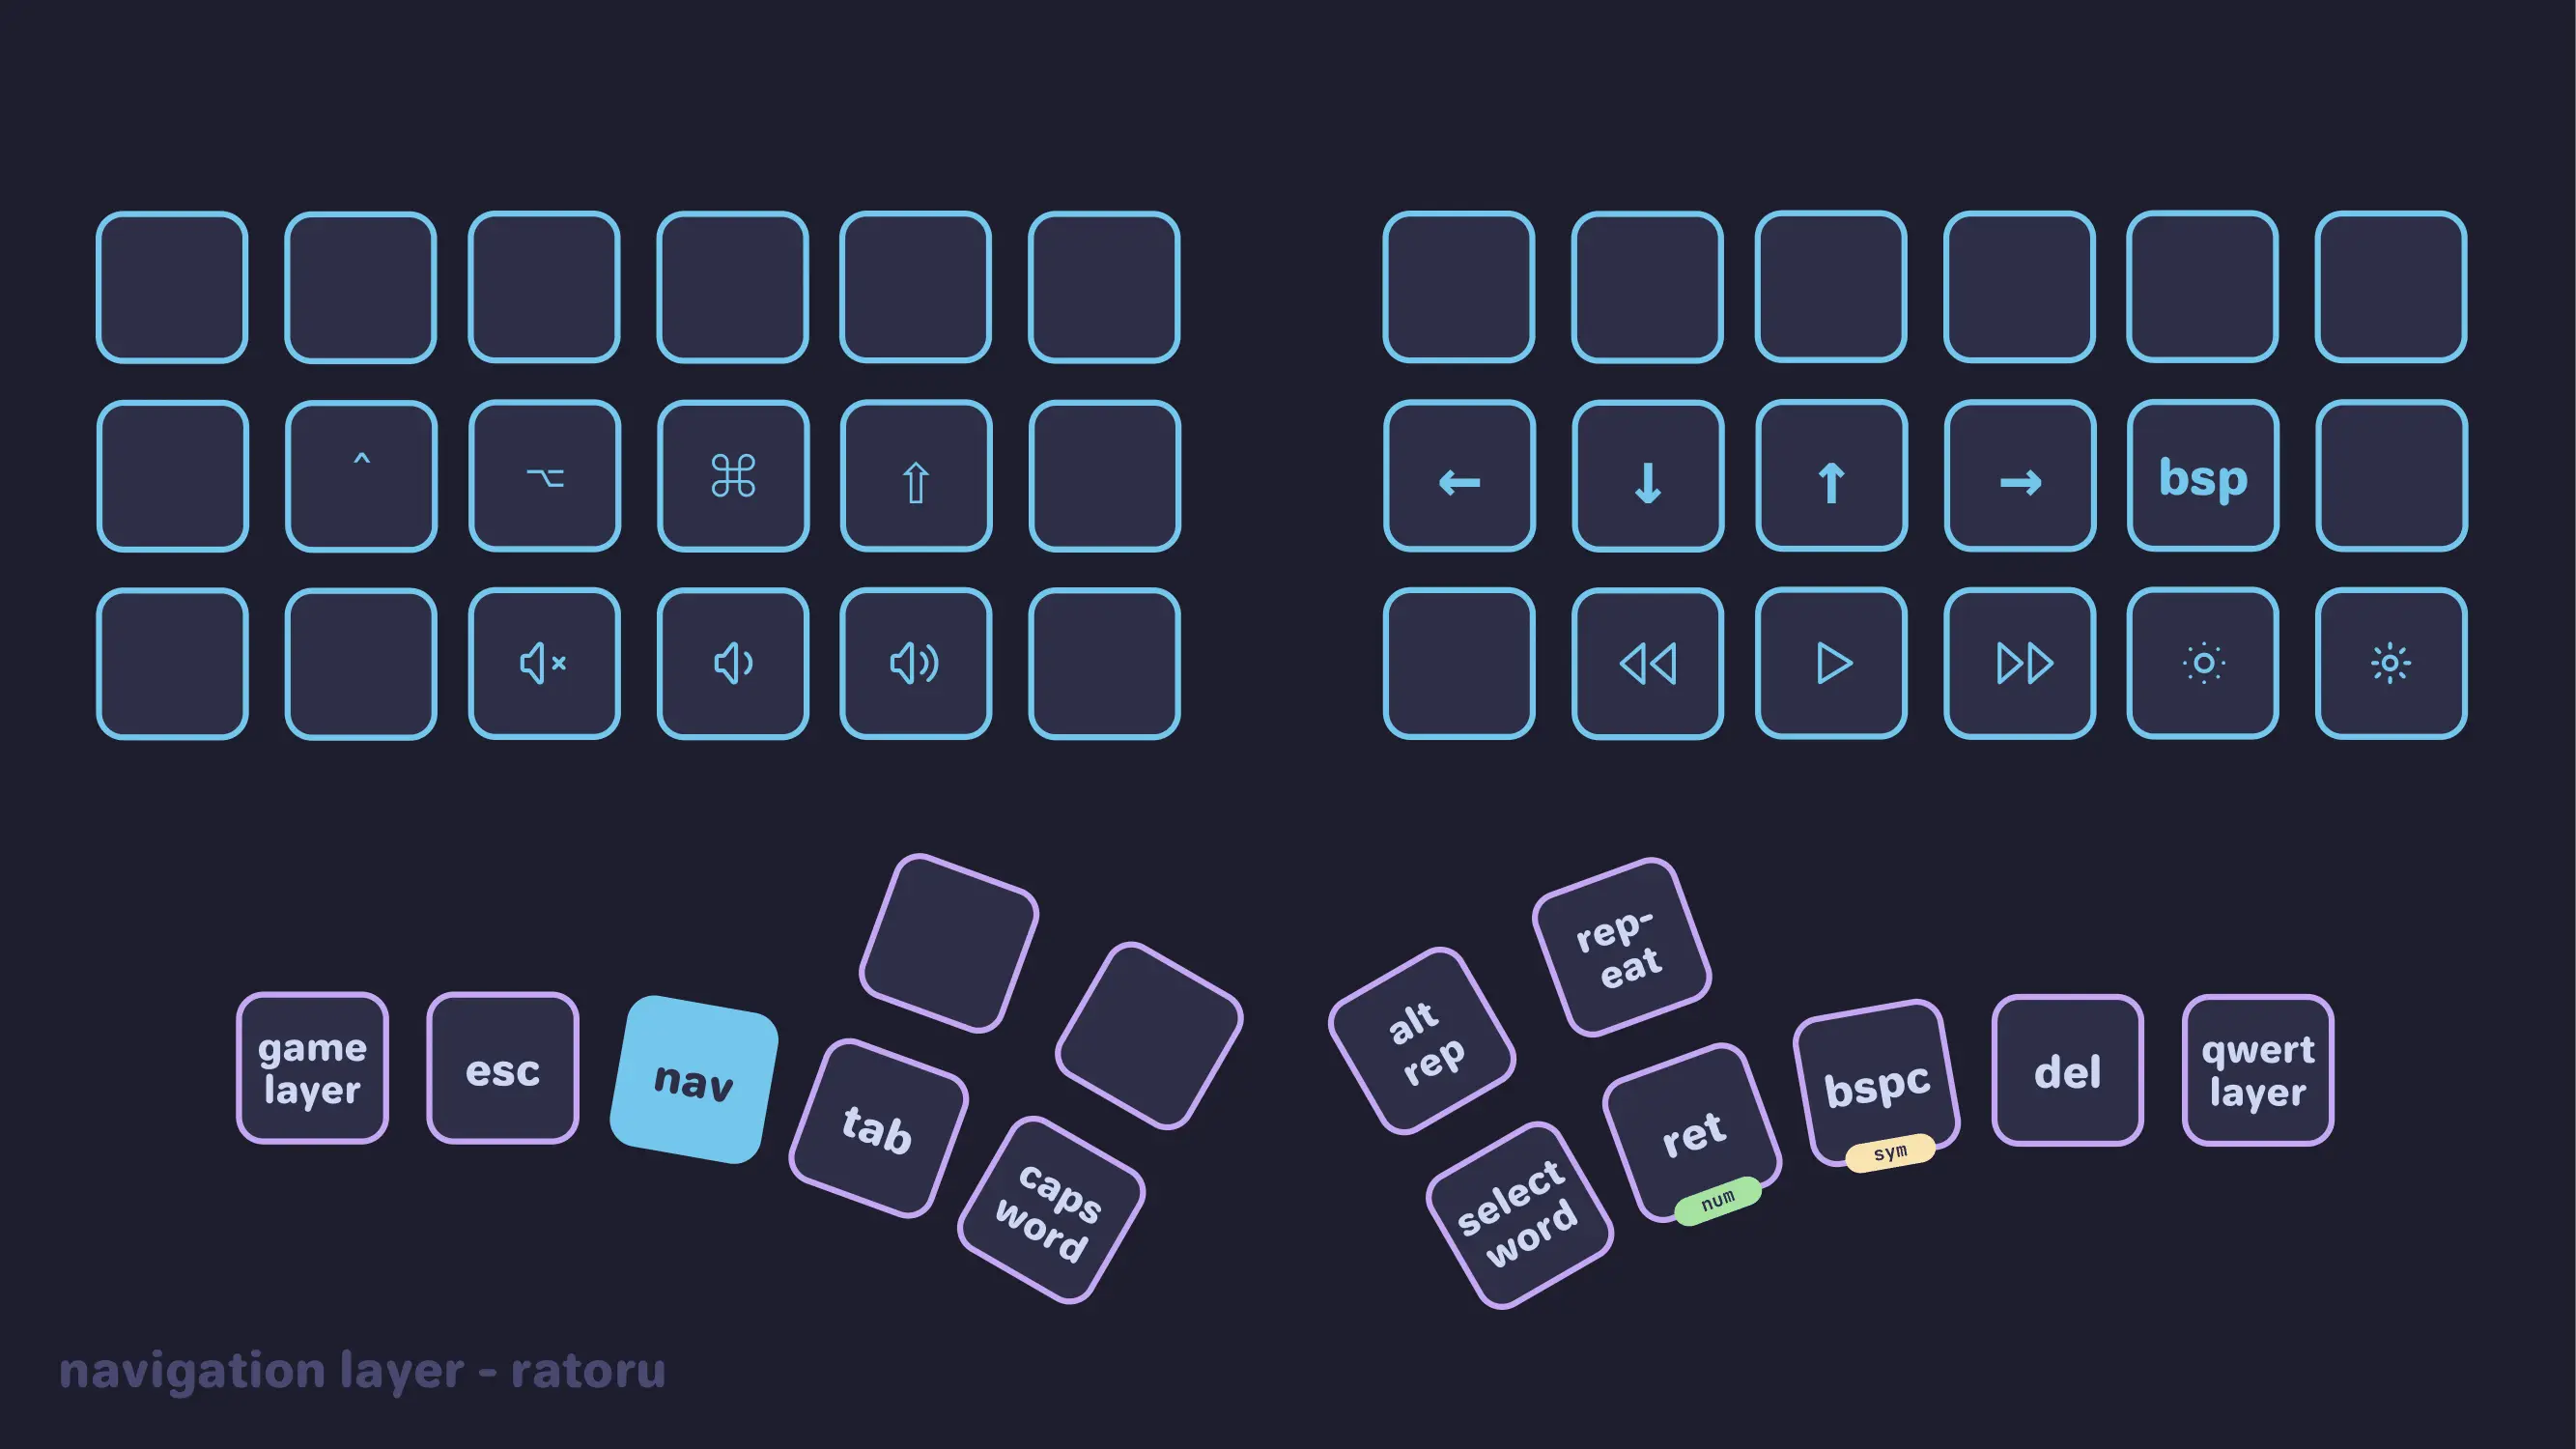 ^ ⌥ ⌘ ⇧ ← ↓ ↑ → bsp
game
layer
esc
nav
tab
caps
word
alt
rep
rep-
eat
select
word
ret
num
bspc
sym
del
qwert
layer
navigation layer - ratoru